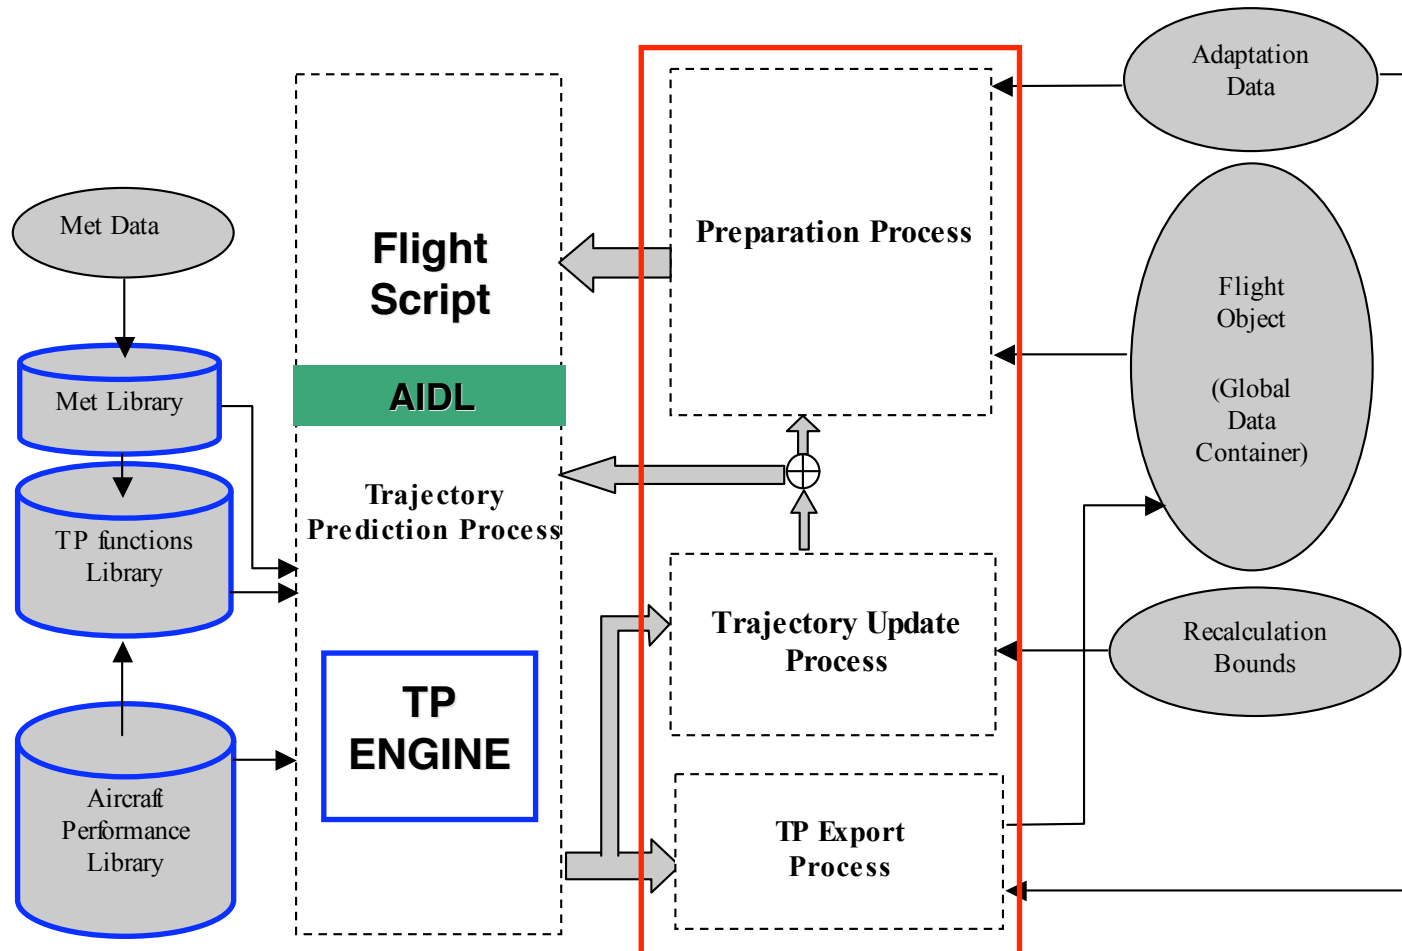 Met Data
Met Library
TP functions
Library
Aircraft
Performance
Library
Flight
Script
AIDL
Trajectory
Prediction Process
TP
ENGINE
Preparation Process
Trajectory Update
Process
TP Export
Process
Adaptation
Data
Flight
Object
(Global
Data
Container)
Recalculation
Bounds